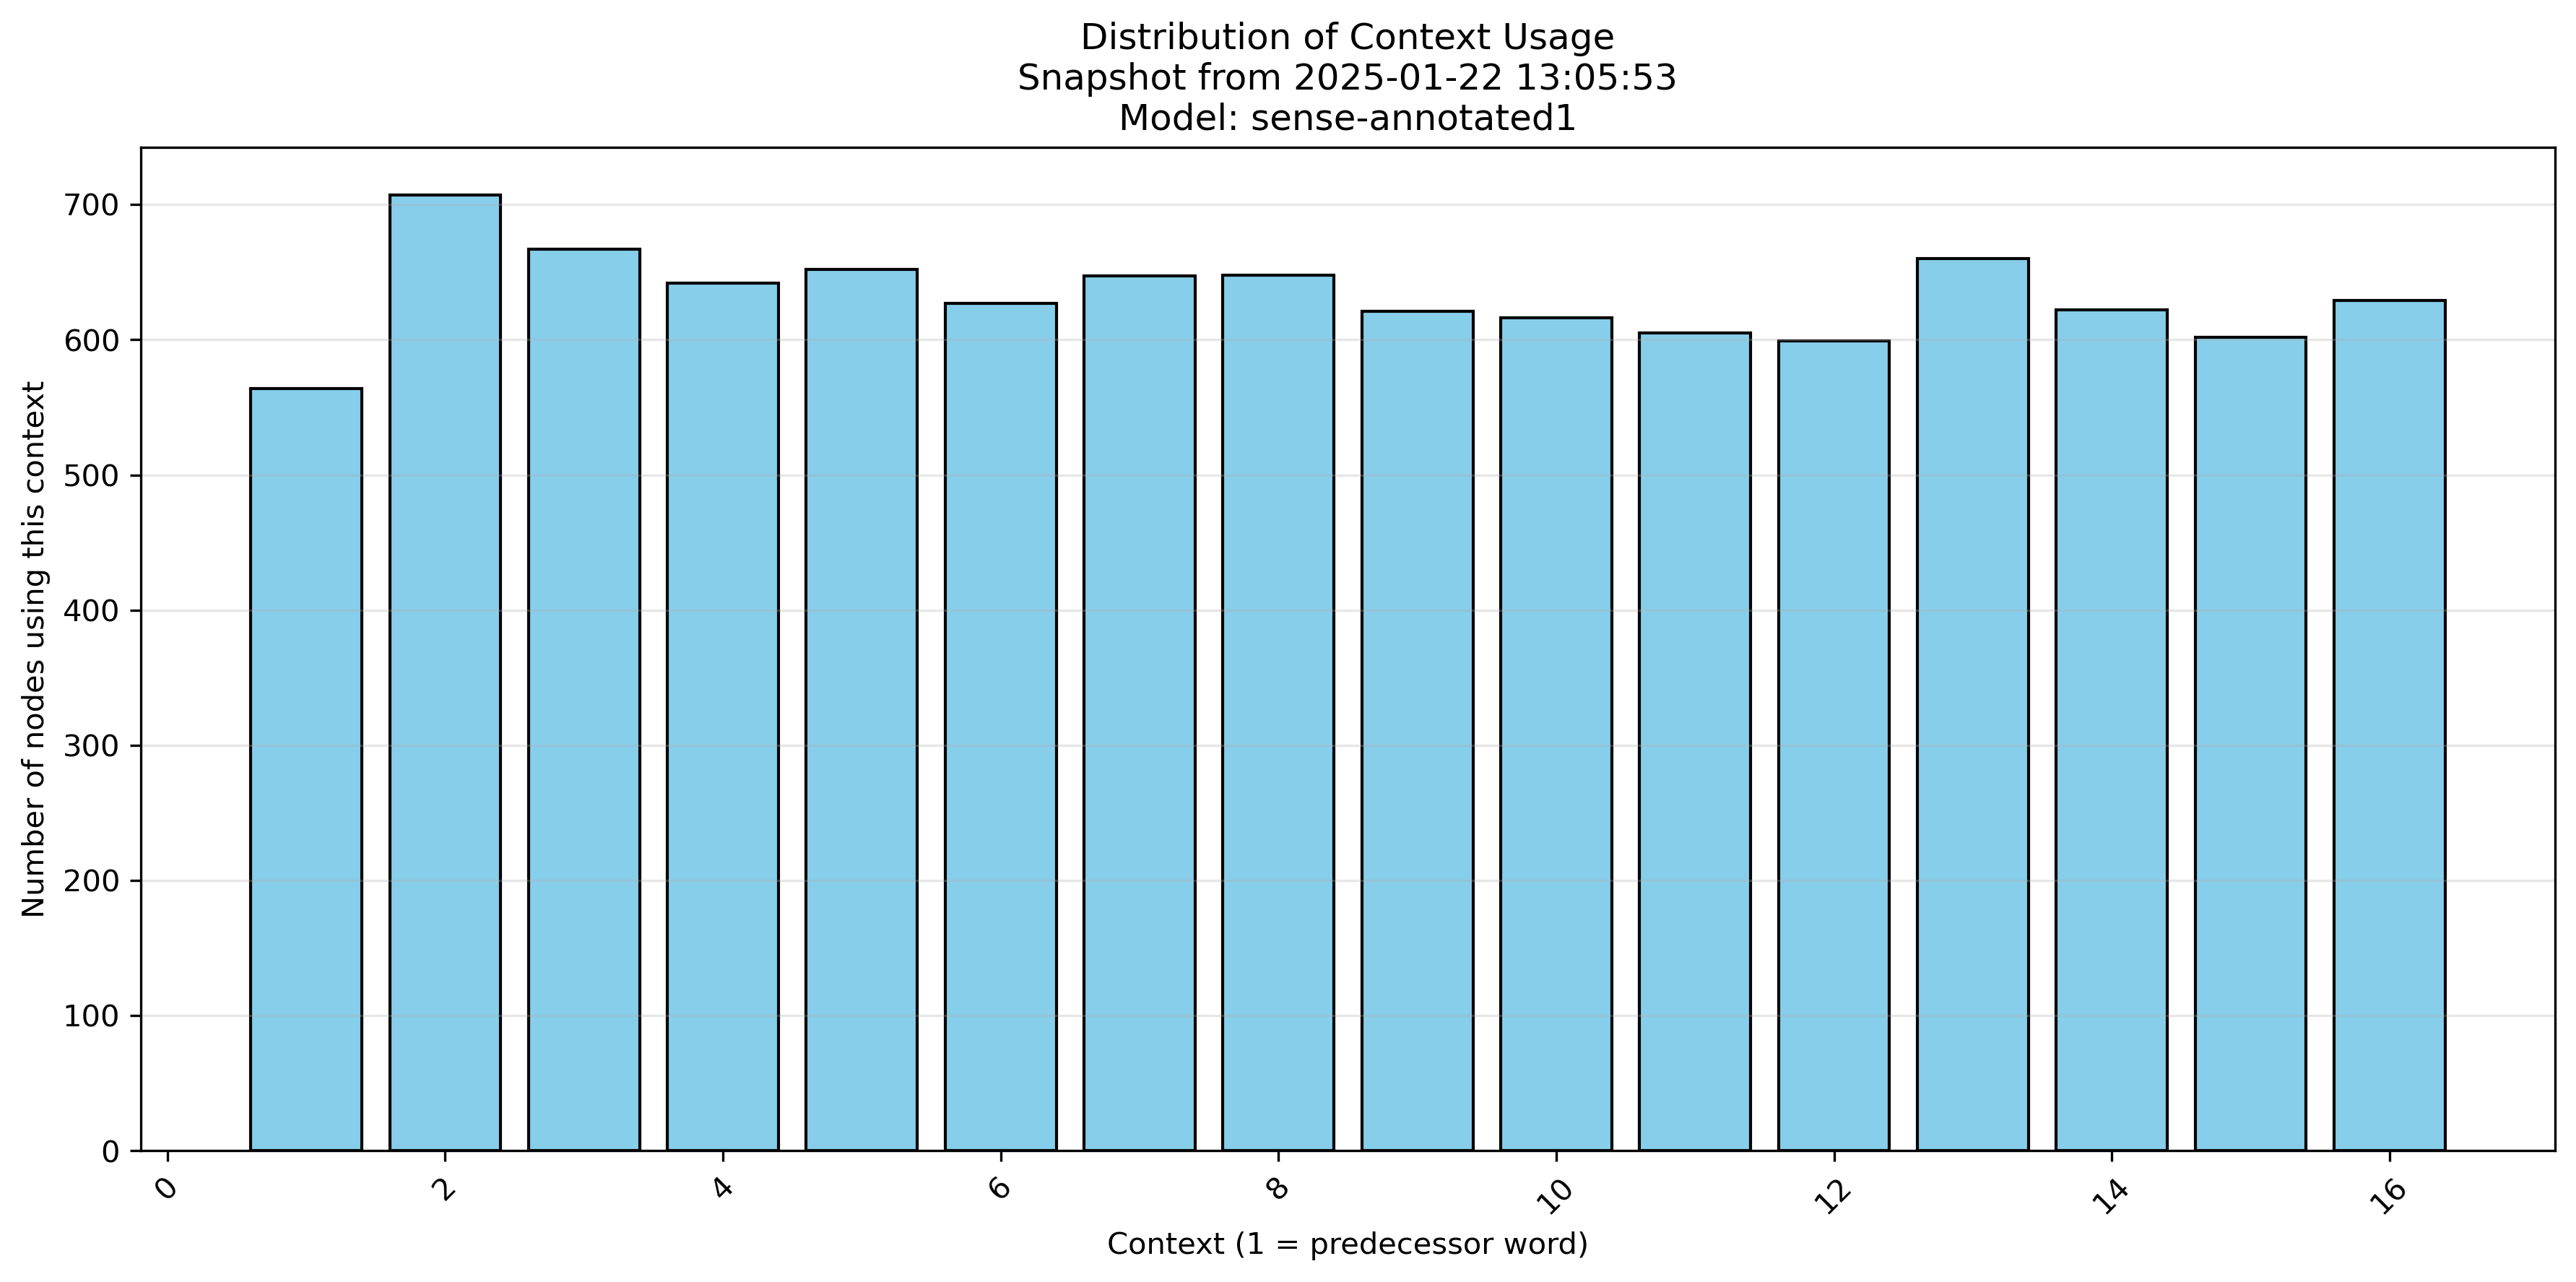 Distribution of Context Usage
Snapshot from 2025-01-22 13:05:53
Model: sense-annotated1
Number of nodes using this context
700
600
500
400
300
200
100
0
0 2 4 6 8 10 12 14 16
Context (1 = predecessor word)